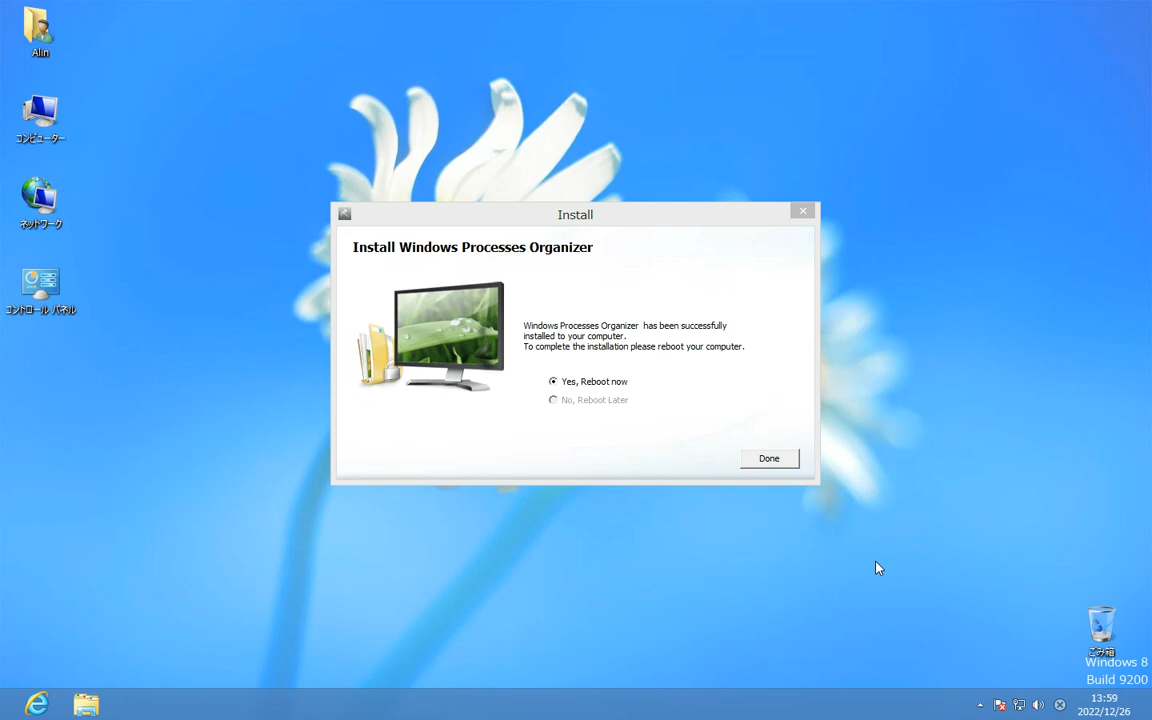 Alin
コンピューター
ネットワーク
コントロール パネル
Install
Install Windows Processes Organizer
Windows Processes Organizer has been successfully
installed to your computer.
To complete the installation please reboot your computer.
Yes, Reboot now
No, Reboot Later
Done
ごみ箱
Windows 8
Build 9200
13:59
2022/12/26